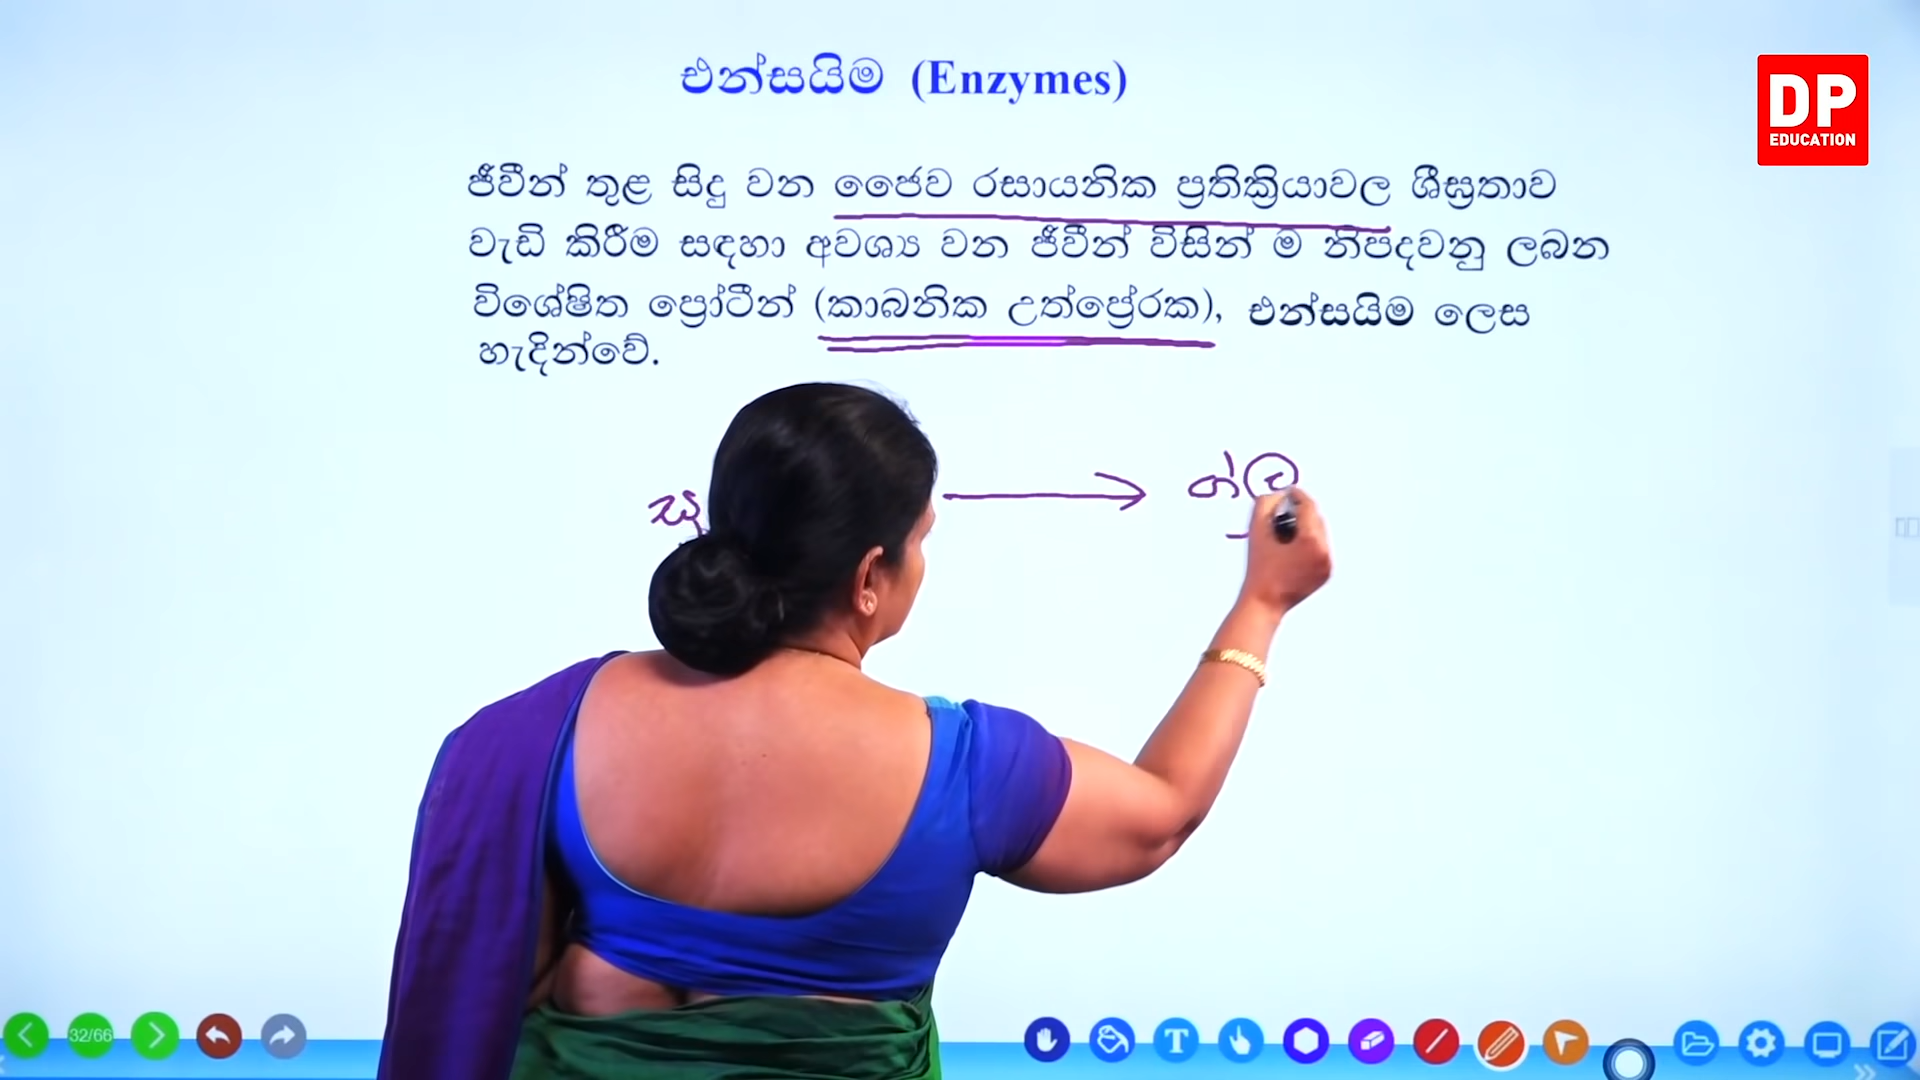 එන්සයිම (Enzymes)
DP
EDUCATION
ජීවීන් තුළ සිදු වන ජෛව රසායනික ප්‍රතික්‍රියාවල ශීඝ්‍රතාව
වැඩි කිරීම සඳහා අවශ්‍ය වන ජීවීන් විසින් ම නිපදවනු ලබන
විශේෂිත ප්‍රෝටීන් (කාබනික උත්ප්‍රේරක), එන්සයිම ලෙස
හැදින්වේ.
32/66